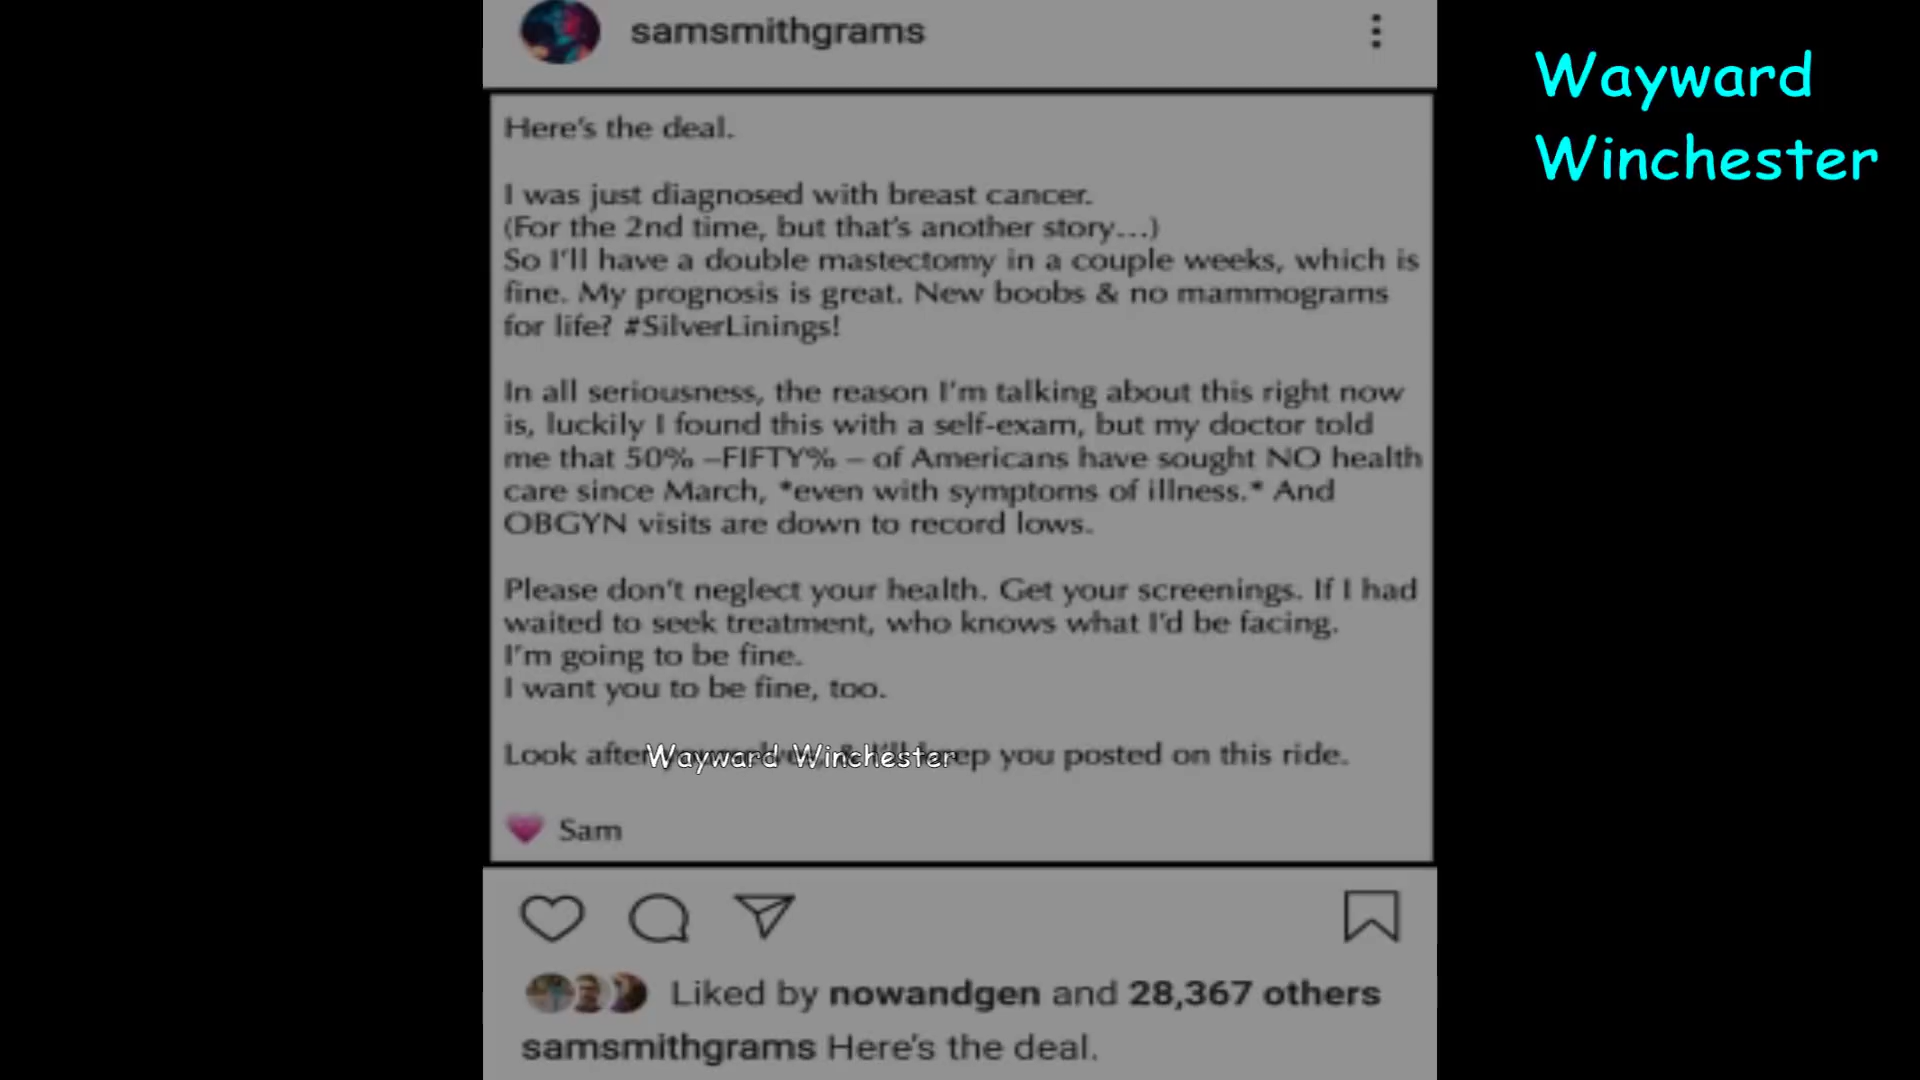 samsmithgrams
Wayward
Winchester
Here's the deal.
I was just diagnosed with breast cancer.
(For the 2nd time, but that's another story...)
So I'll have a double mastectomy in a couple weeks, which is
fine. My prognosis is great. New boobs & no mammograms
for life? #SilverLinings!
In all seriousness, the reason I'm talking about this right now
is, luckily I found this with a self-exam, but my doctor told
me that 50% –FIFTY% – of Americans have sought NO health
care since March, *even with symptoms of illness.* And
OBGYN visits are down to record lows.
Please don't neglect your health. Get your screenings. If I had
waited to seek treatment, who knows what I'd be facing.
I'm going to be fine.
I want you to be fine, too.
Look after & I'll keep you posted on this ride.
Wayward Winchester
Sam
Liked by nowandgen and 28,367 others
samsmithgrams Here's the deal.